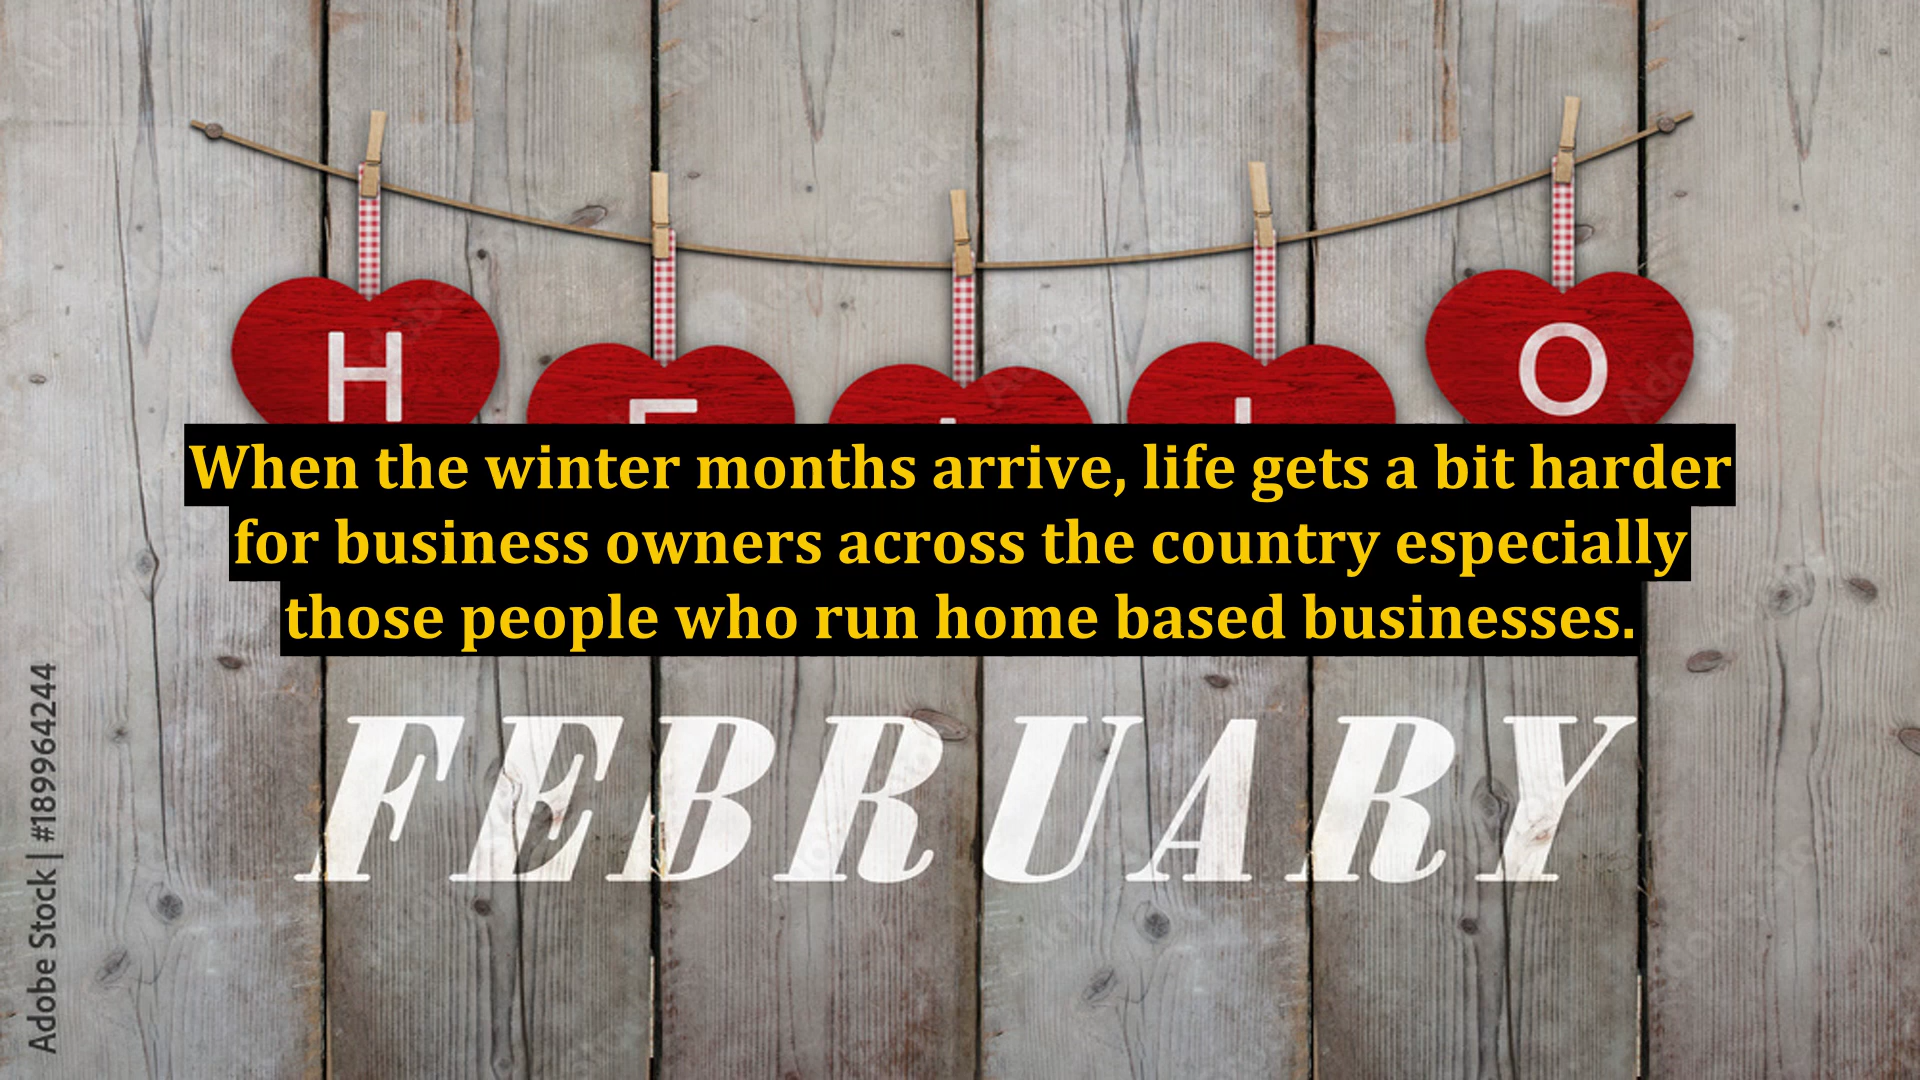 H E L L O
When the winter months arrive, life gets a bit harder
for business owners across the country especially
those people who run home based businesses.
FEBRUARY
Adobe Stock | #189964244